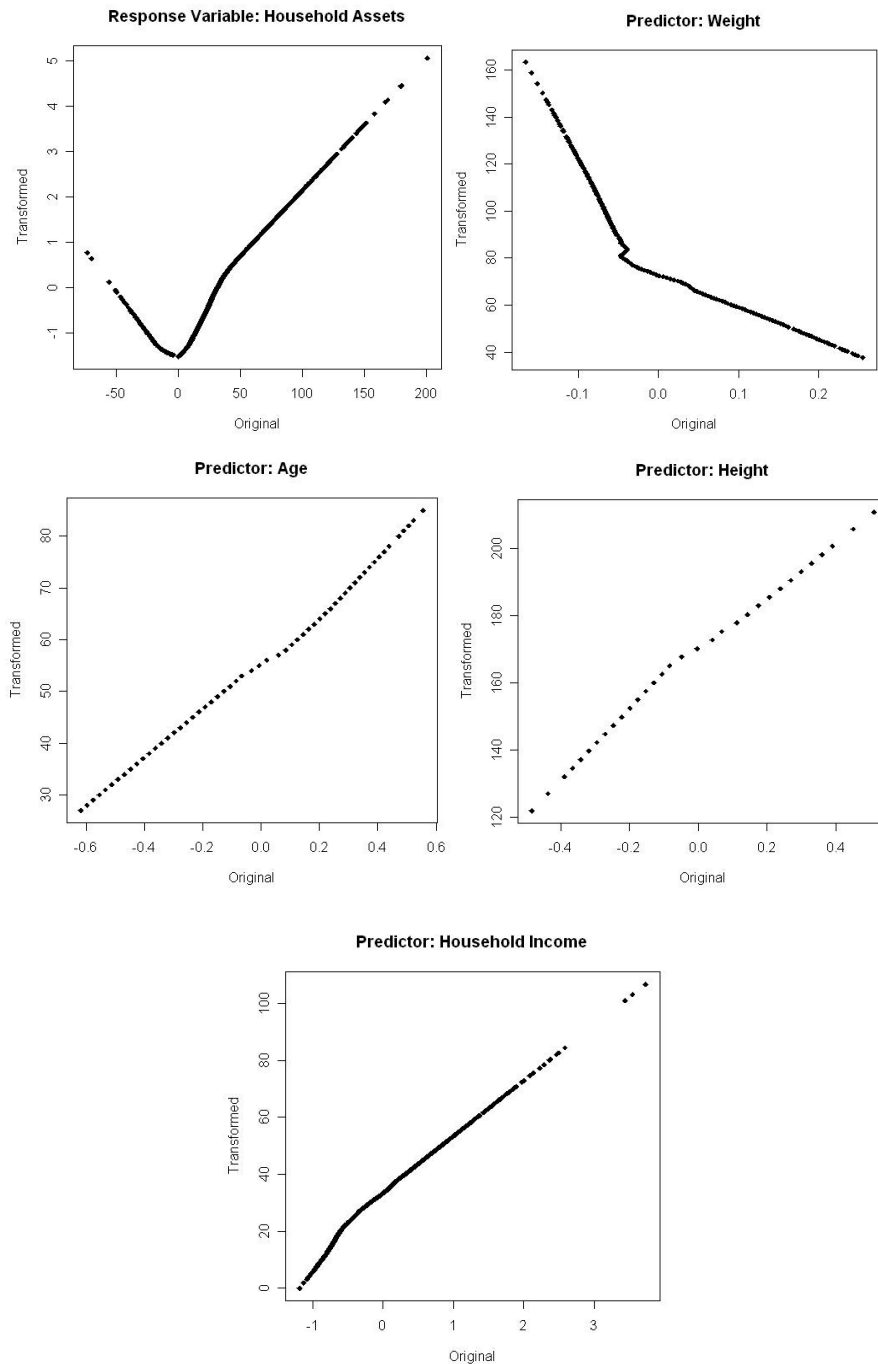 Response Variable: Household Assets
Transformed
5
4
3
2
1
0
-1
-50 0 50 100 150 200
Original
Predictor: Weight
Transformed
160
140
120
100
80
60
40
-0.1 0.0 0.1 0.2
Original
Predictor: Age
Transformed
80
70
60
50
40
30
-0.6 -0.4 -0.2 0.0 0.2 0.4 0.6
Original
Predictor: Height
Transformed
200
180
160
140
120
-0.4 -0.2 0.0 0.2 0.4
Original
Predictor: Household Income
Transformed
100
80
60
40
20
0
-1 0 1 2 3
Original